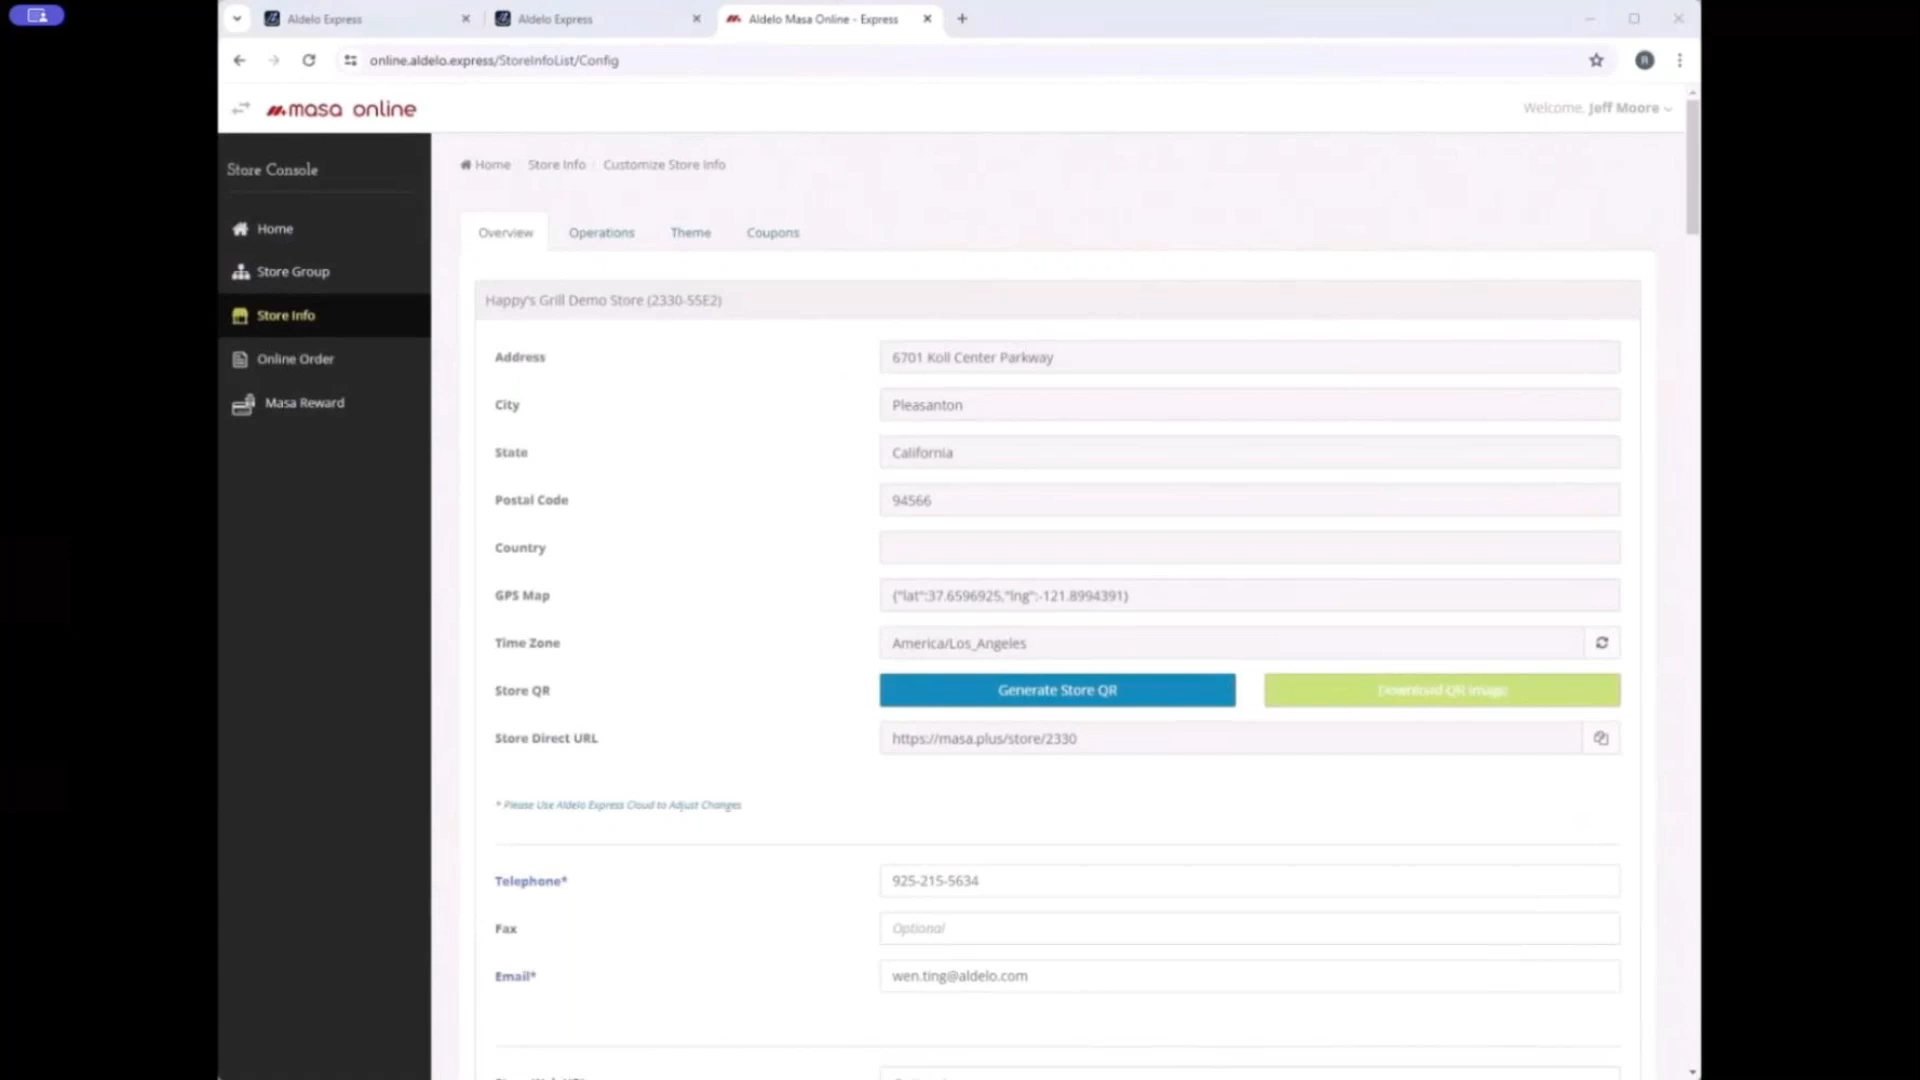 Aldelo Express
Aldelo Express
Aldelo Masa Online - Express
online.aldelo.express/StoreInfoList/Config
R
masa online
Welcome, Jeff Moore
Store Console
Home
Store Group
Store Info
Online Order
Masa Reward
Home / Store Info / Customize Store Info
Overview
Operations
Theme
Coupons
Happy's Grill Demo Store (2330-55E2)
Address
6701 Koll Center Parkway
City
Pleasanton
State
California
Postal Code
94566
Country
GPS Map
{"lat":37.6596925,"lng":-121.8994391}
Time Zone
America/Los_Angeles
Store QR
Generate Store QR
Download QR Image
Store Direct URL
https://masa.plus/store/2330
* Please Use Aldelo Express Cloud to Adjust Changes
Telephone*
925-215-5634
Fax
Optional
Email*
wen.ting@aldelo.com